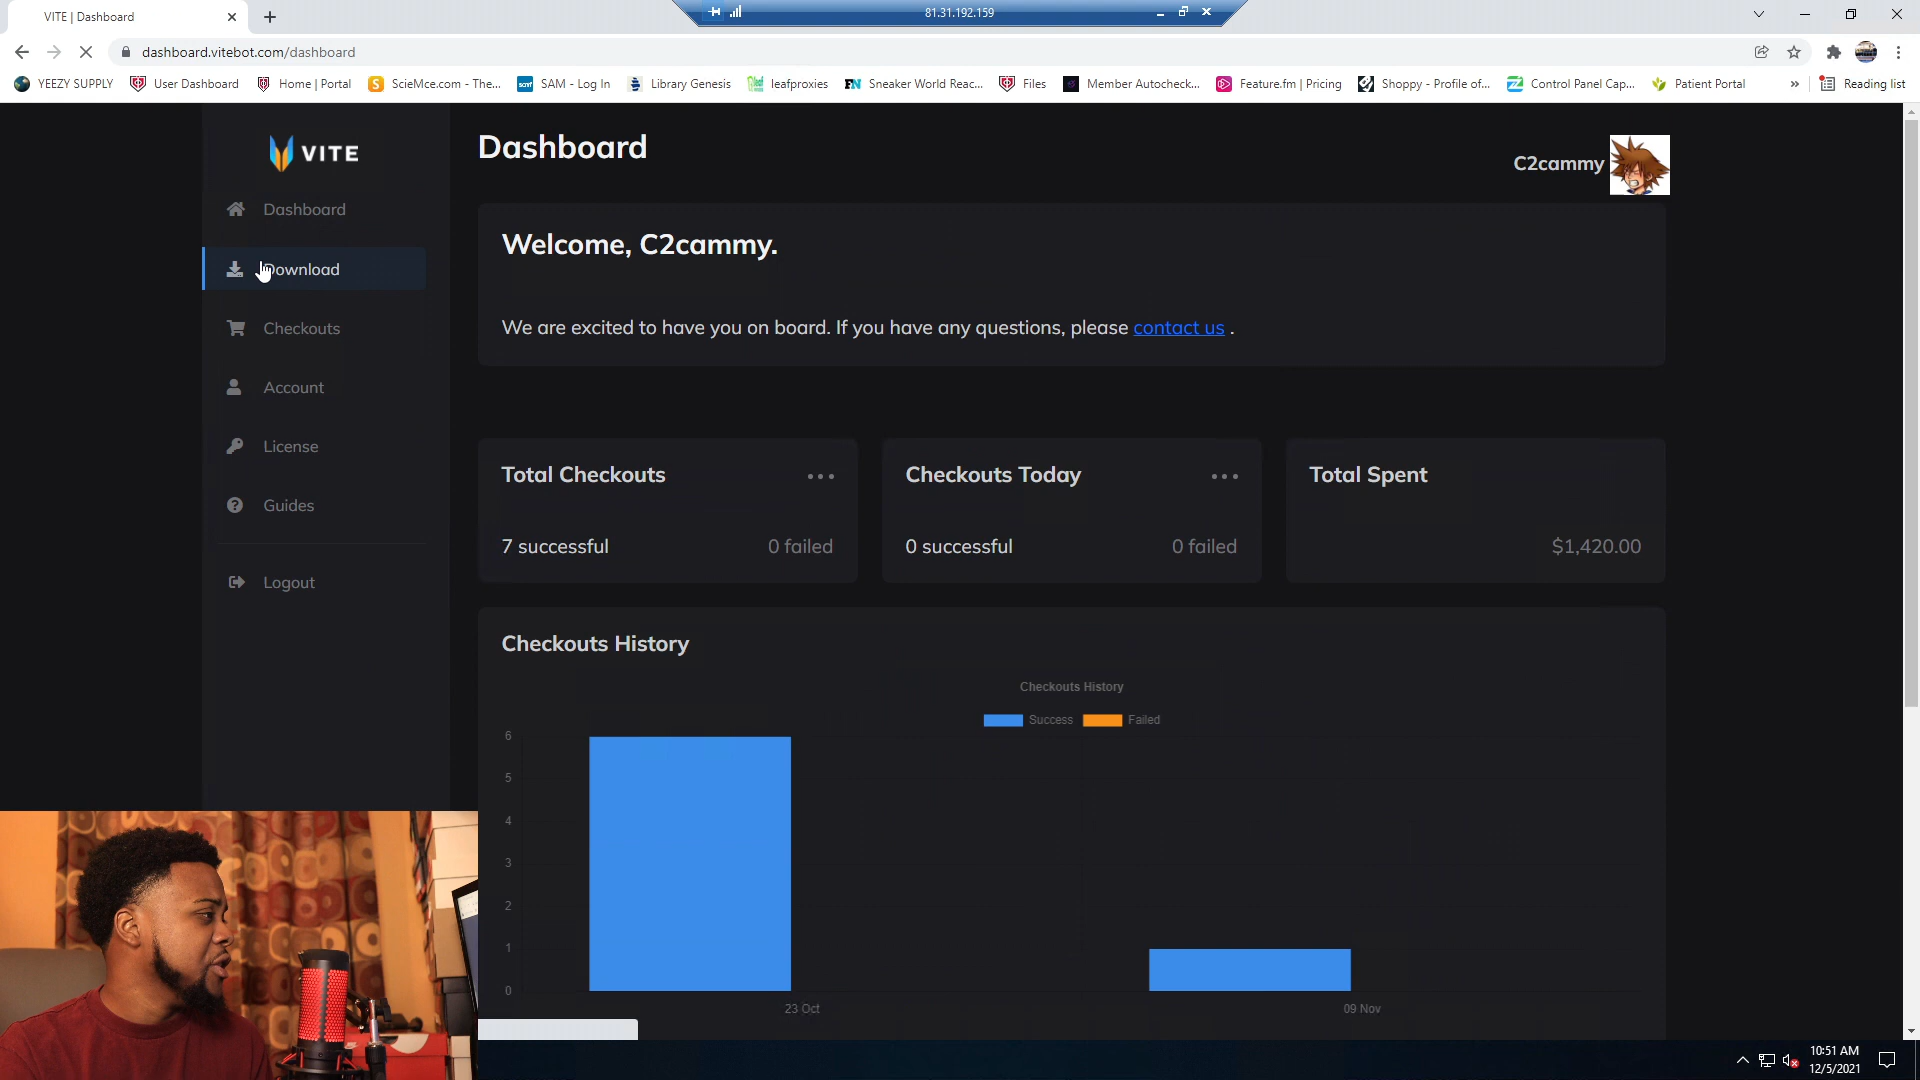 VITE | Dashboard
81.31.192.159
dashboard.vitebot.com/dashboard
YEEZY SUPPLY
User Dashboard
Home | Portal
ScieMce.com - The...
SAM - Log In
Library Genesis
leafproxies
Sneaker World Reac...
Files
Member Autocheck...
Feature.fm | Pricing
Shoppy - Profile of...
Control Panel Cap...
Patient Portal
»
Reading list
VITE
Dashboard
Download
Checkouts
Account
License
Guides
Logout
Dashboard
C2cammy
Welcome, C2cammy.
We are excited to have you on board. If you have any questions, please contact us .
Total Checkouts
7 successful 0 failed
Checkouts Today
0 successful 0 failed
Total Spent
$1,420.00
Checkouts History
Checkouts History
Success Failed
6
5
4
3
2
1
0
23 Oct 09 Nov
10:51 AM
12/5/2021